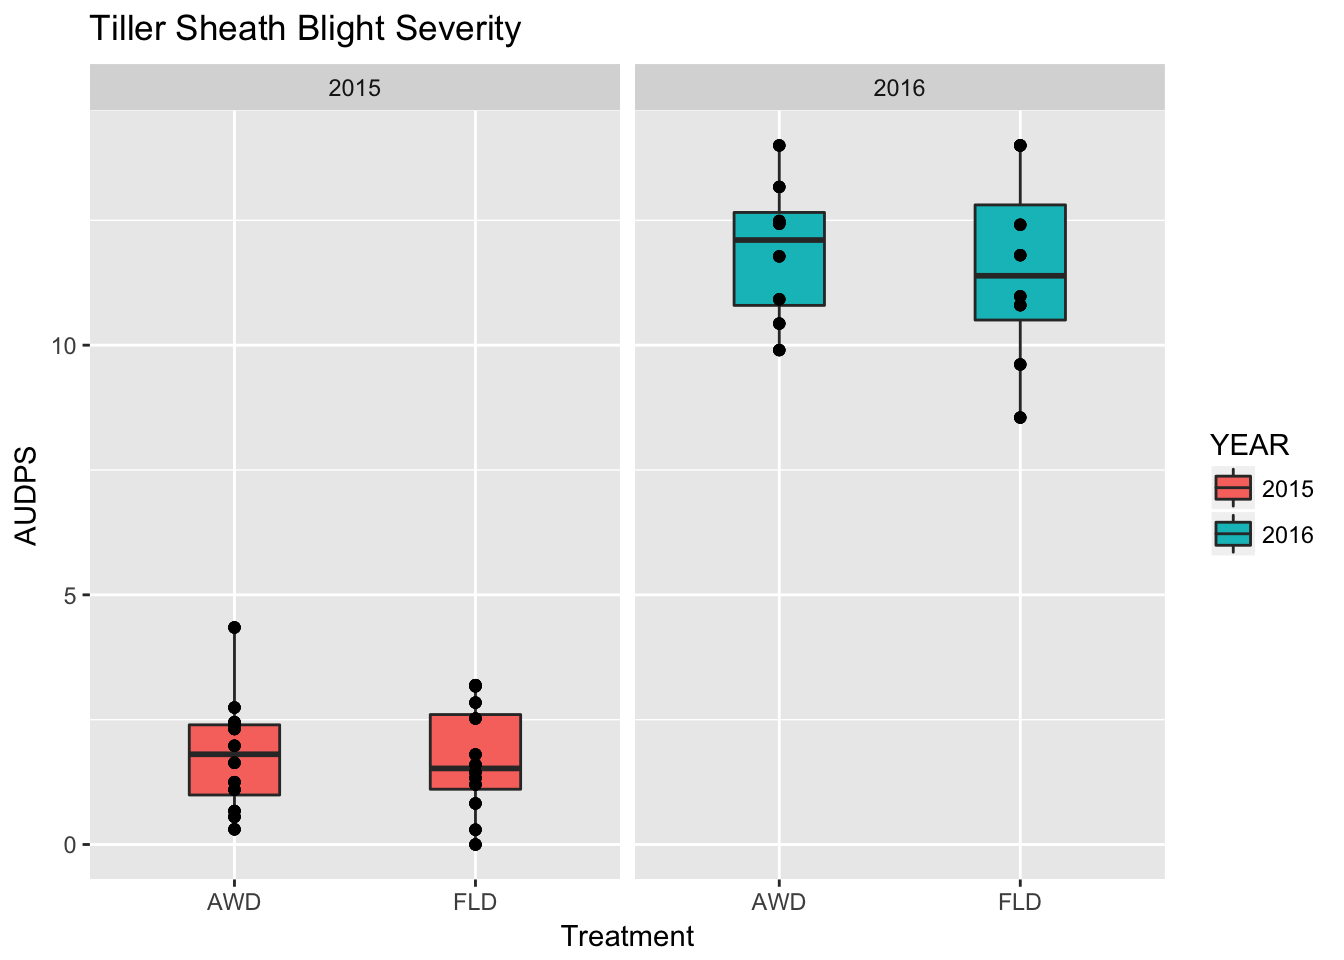 Tiller Sheath Blight Severity
2015
2016
AUDPS
10
5
0
AWD
FLD
AWD
FLD
Treatment
YEAR
2015
2016